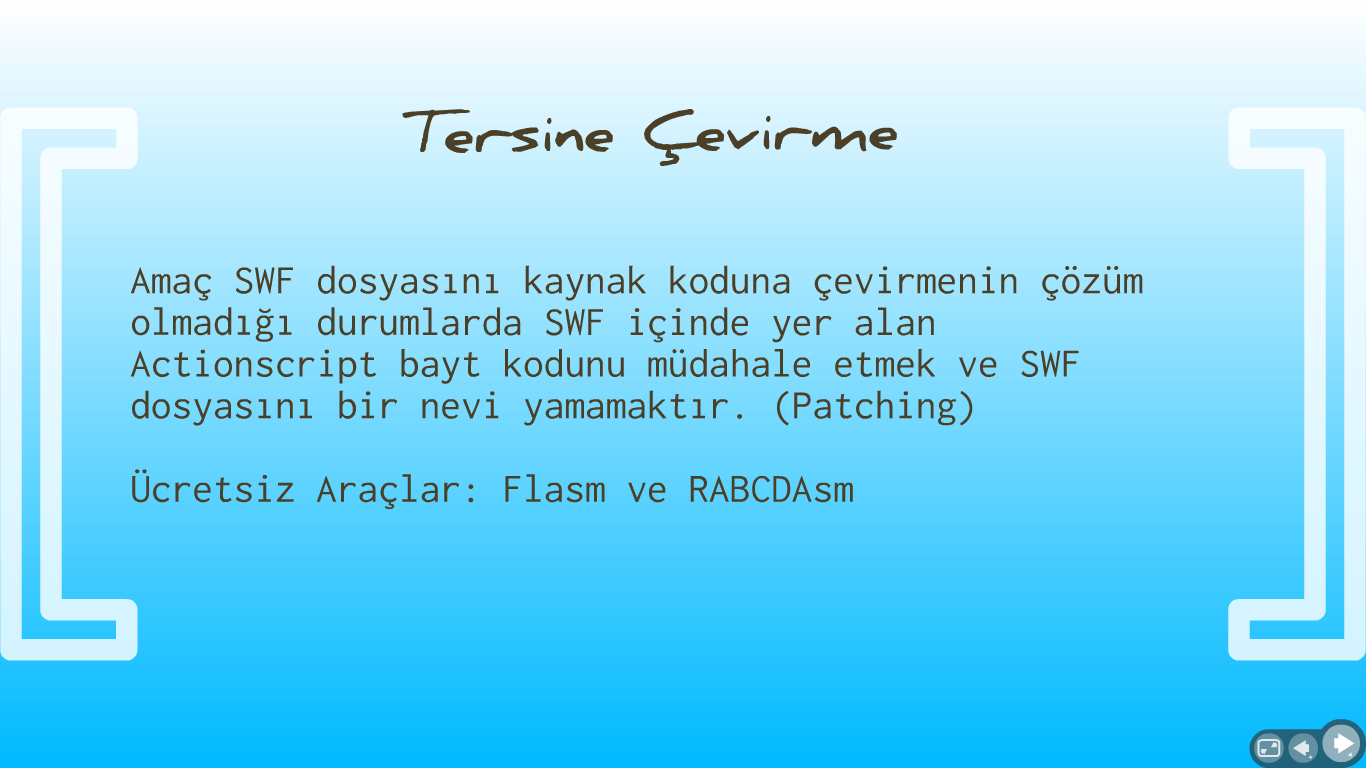 Tersine Çevirme
Amaç SWF dosyasını kaynak koduna çevirmenin çözüm
olmadığı durumlarda SWF içinde yer alan
Actionscript bayt kodunu müdahale etmek ve SWF
dosyasını bir nevi yamamaktır. (Patching)
Ücretsiz Araçlar: Flasm ve RABCDAsm